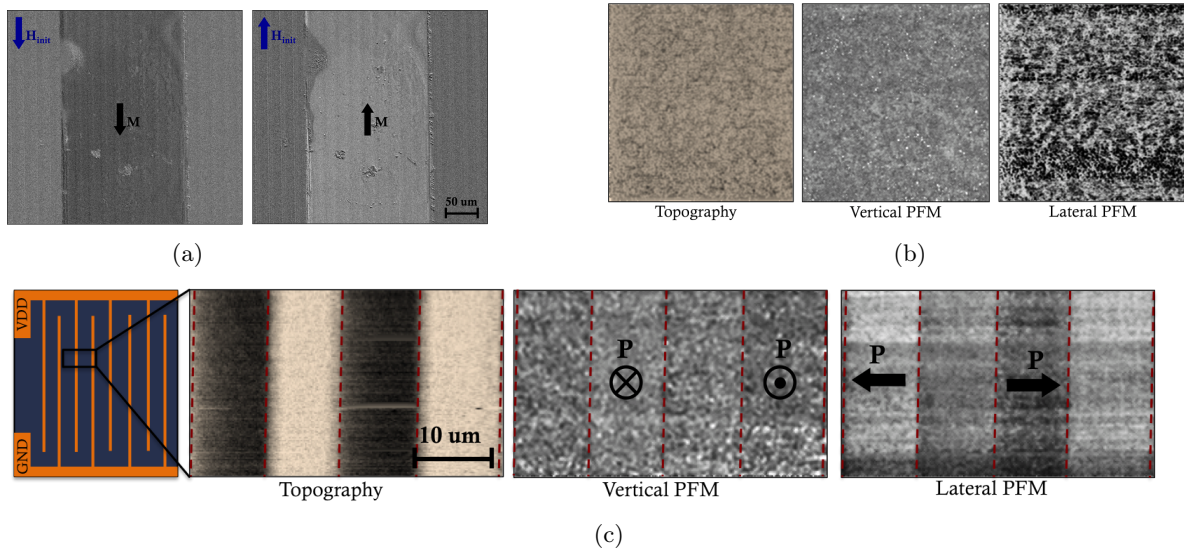 H_init
M
H_init
M
50 um
(a)
Topography
Vertical PFM
Lateral PFM
(b)
VDD
GND
10 um
Topography
P
P
Vertical PFM
P
P
Lateral PFM
(c)